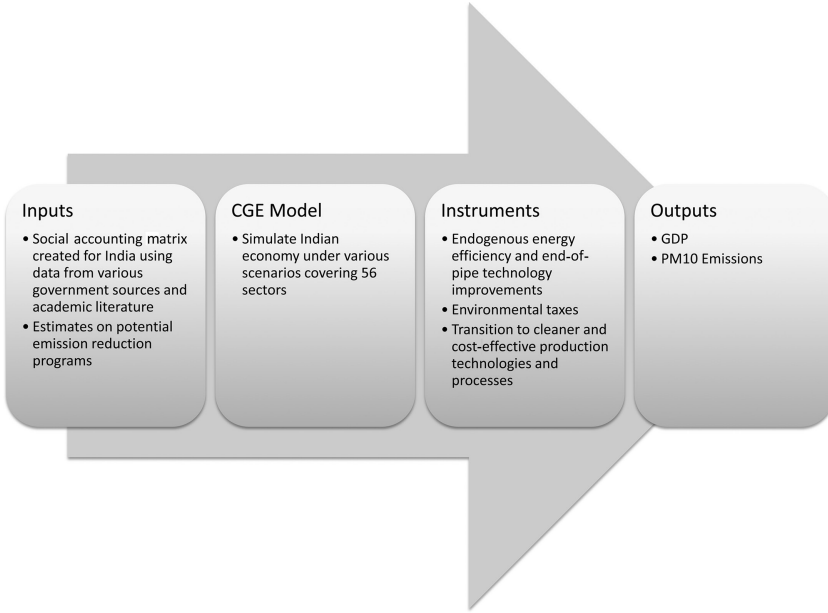 Inputs
• Social accounting matrix
created for India using
data from various
government sources and
academic literature
• Estimates on potential
emission reduction
programs
CGE Model
• Simulate Indian
economy under various
scenarios covering 56
sectors
Instruments
• Endogenous energy
efficiency and end-of-
pipe technology
improvements
• Environmental taxes
• Transition to cleaner and
cost-effective production
technologies and
processes
Outputs
• GDP
• PM10 Emissions